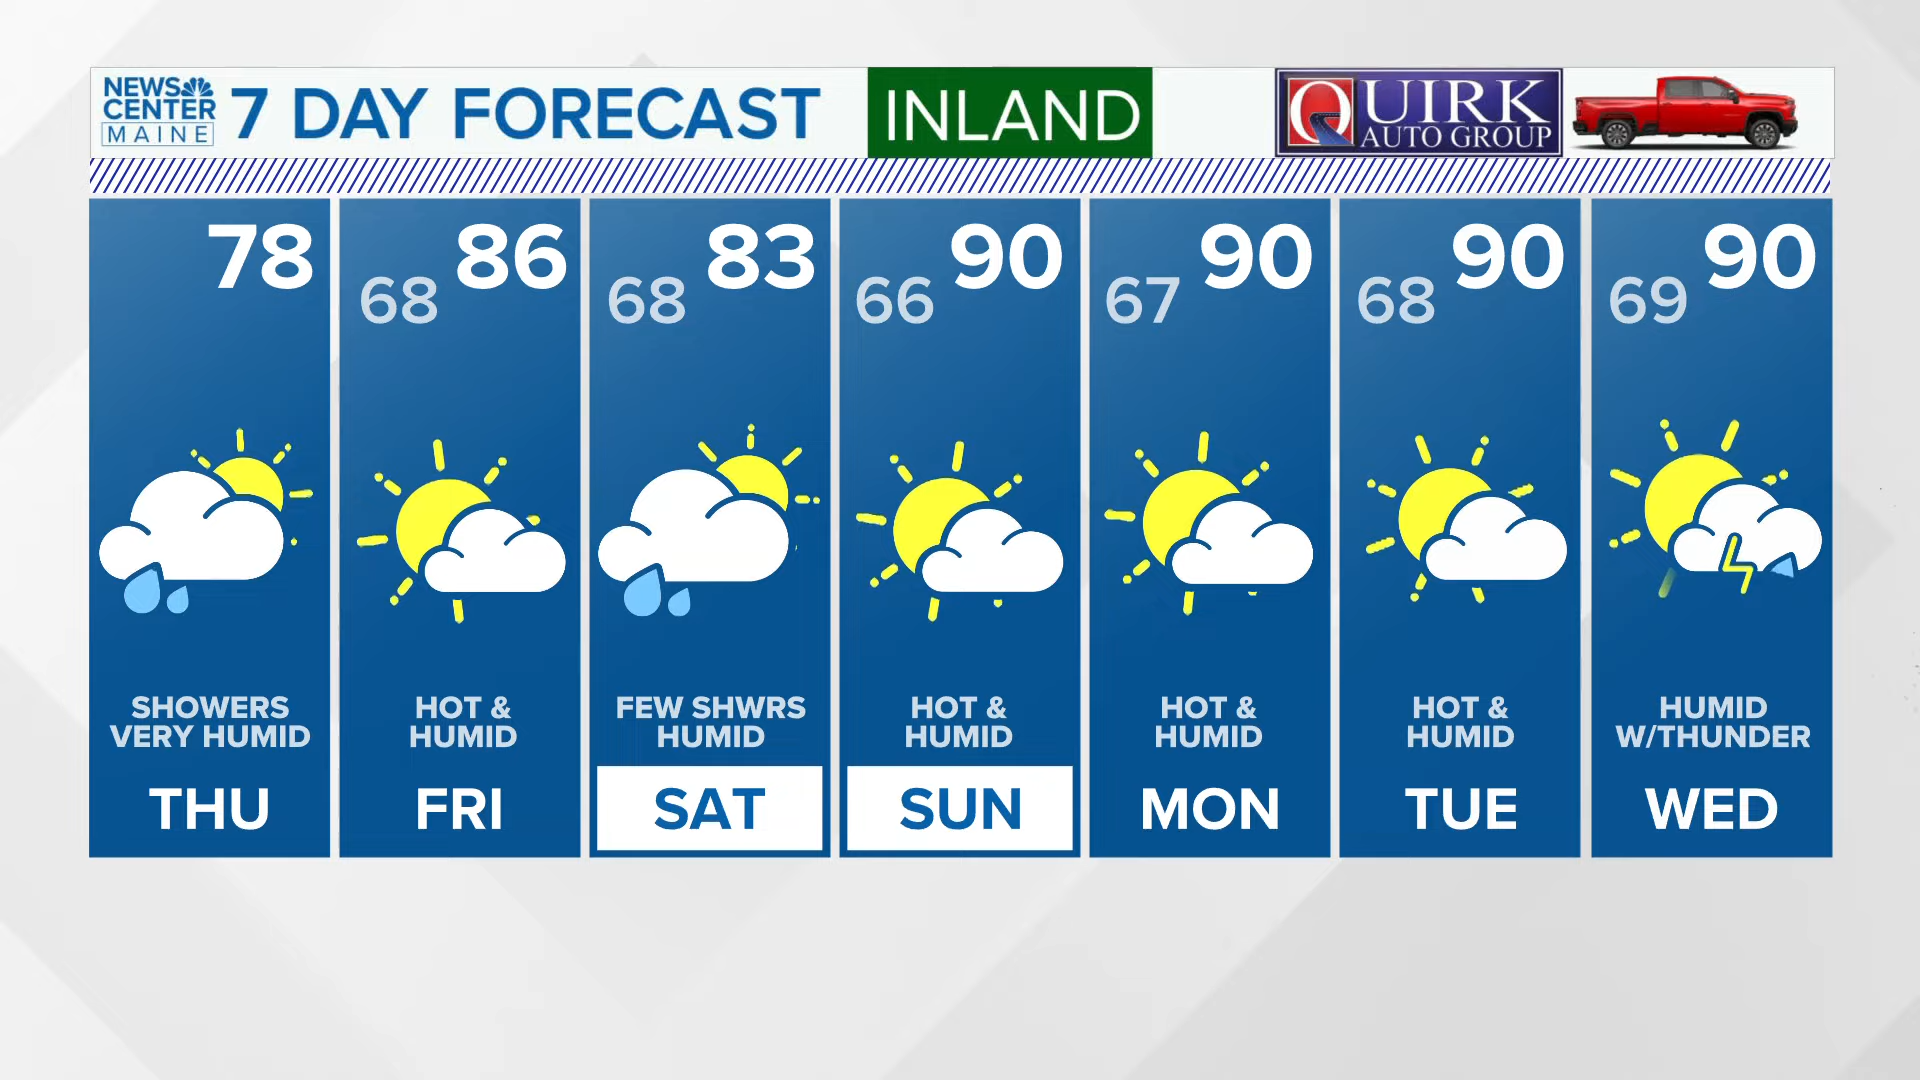 NEWS
CENTER
MAINE
7 DAY FORECAST
INLAND
QUIRK
AUTO GROUP
78
68 86
68 83
66 90
67 90
68 90
69 90
SHOWERS
VERY HUMID
THU
HOT &
HUMID
FRI
FEW SHWRS
HUMID
SAT
HOT &
HUMID
SUN
HOT &
HUMID
MON
HOT &
HUMID
TUE
HUMID
W/THUNDER
WED